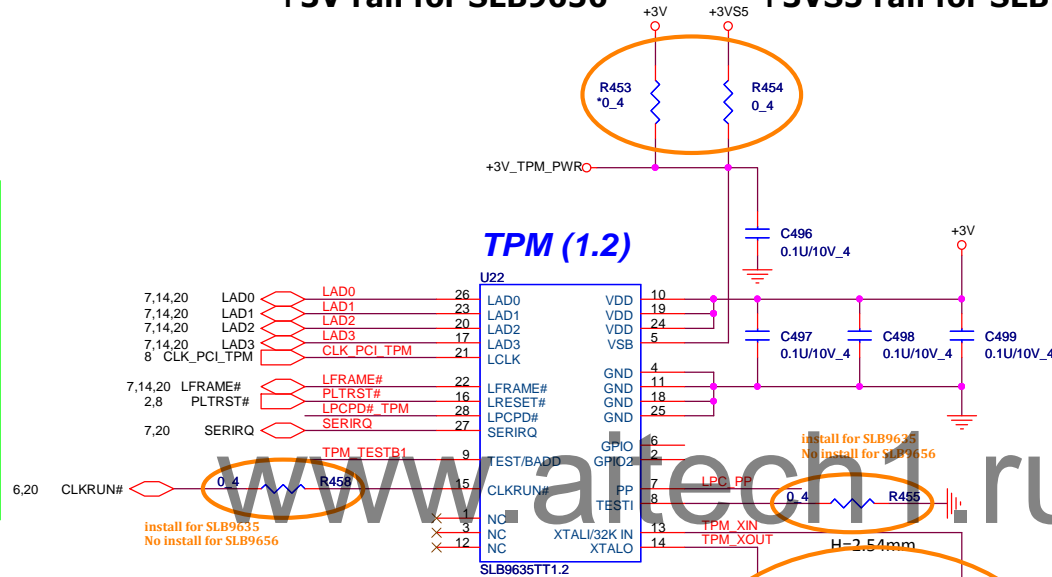 +3V rail for SLB9656 +3VS5 rail for SLB
+3V +3VS5
R453
*0_4
R454
0_4
+3V_TPM_PWR
C496
0.1U/10V_4
+3V
TPM (1.2)
U22
7,14,20 LAD0 LAD0 26 LAD0 VDD 10
7,14,20 LAD1 LAD1 23 LAD1 VDD 19
7,14,20 LAD2 LAD2 20 LAD2 VDD 24
7,14,20 LAD3 LAD3 17 LAD3 VSB 5
8 CLK_PCI_TPM CLK_PCI_TPM 21 LCLK
C497
0.1U/10V_4
C498
0.1U/10V_4
C499
0.1U/10V_4
GND 4
7,14,20 LFRAME# LFRAME# 22 LFRAME# GND 11
2,8 PLTRST# PLTRST# 16 LRESET# GND 18
LPCPD#_TPM 28 LPCPD# GND 25
7,20 SERIRQ SERIRQ 27 SERIRQ
GPIO 6
TPM_TESTB1 9 TEST/BADD GPIO2 2
install for SLB9635
No install for SLB9656
6,20 CLKRUN# 0_4 R458 15 CLKRUN# PP 7 LPC_PP
TESTI 8 0_4 R455
www.aitech1.ru
install for SLB9635
No install for SLB9656
1 NC
3 NC XTALI/32K IN 13 TPM_XIN
12 NC XTALO 14 TPM_XOUT
H=2.54mm
SLB9635TT1.2